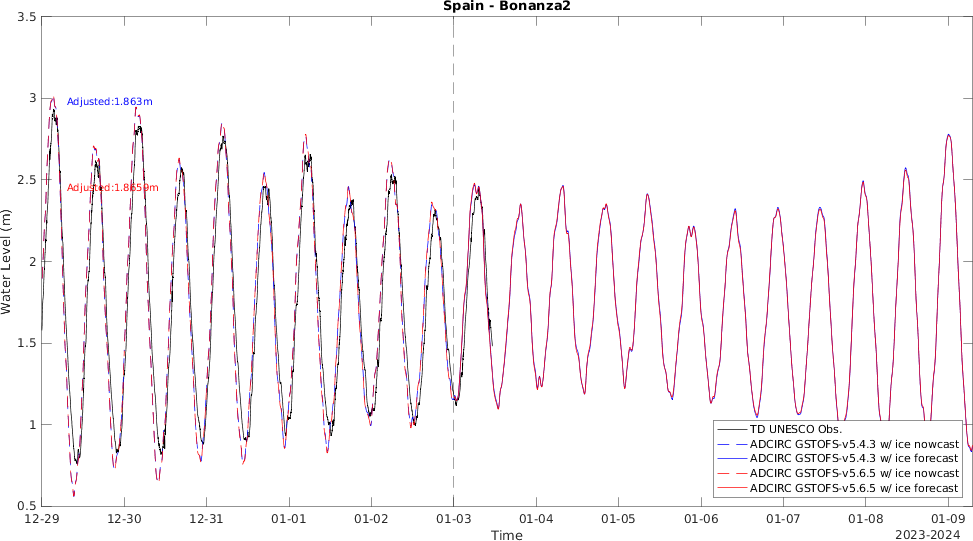 Spain - Bonanza2
3.5
3
2.5
2
1.5
1
0.5
Water Level (m)
Adjusted:1.863m
Adjusted:1.8659m
TD UNESCO Obs.
ADCIRC GSTOFS-v5.4.3 w/ ice nowcast
ADCIRC GSTOFS-v5.4.3 w/ ice forecast
ADCIRC GSTOFS-v5.6.5 w/ ice nowcast
ADCIRC GSTOFS-v5.6.5 w/ ice forecast
12-29 12-30 12-31 01-01 01-02 01-03 01-04 01-05 01-06 01-07 01-08 01-09
Time
2023-2024